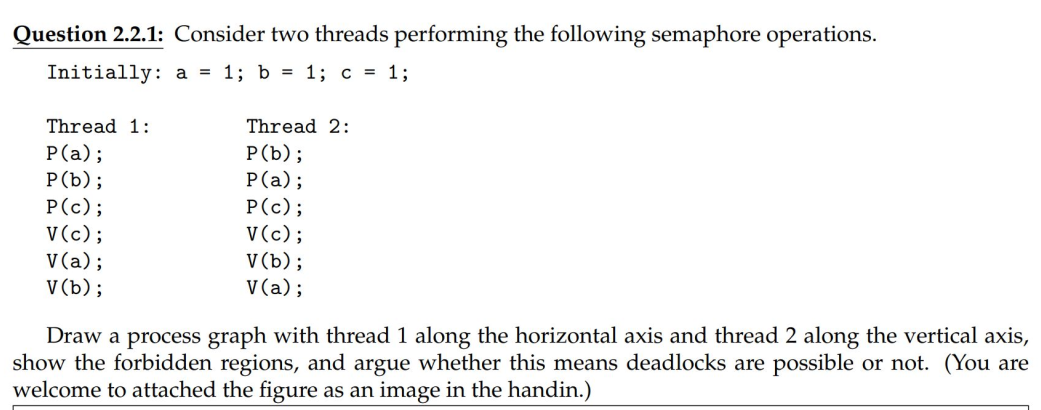 Question 2.2.1: Consider two threads performing the following semaphore operations.
Initially: a = 1; b = 1; c = 1;
Thread 1: Thread 2:
P(a); P(b);
P(b); P(a);
P(c); P(c);
V(c); V(c);
V(a); V(b);
V(b); V(a);
Draw a process graph with thread 1 along the horizontal axis and thread 2 along the vertical axis,
show the forbidden regions, and argue whether this means deadlocks are possible or not. (You are
welcome to attached the figure as an image in the handin.)